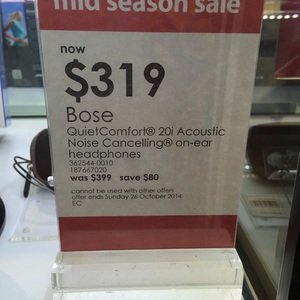 mid season sale
now
$319
Bose
QuietComfort® 20i Acoustic
Noise Cancelling® on-ear
headphones
362544-0010
187667020
was $399 save $80
cannot be used with other offers
offer ends Sunday 26 October 2014
EC